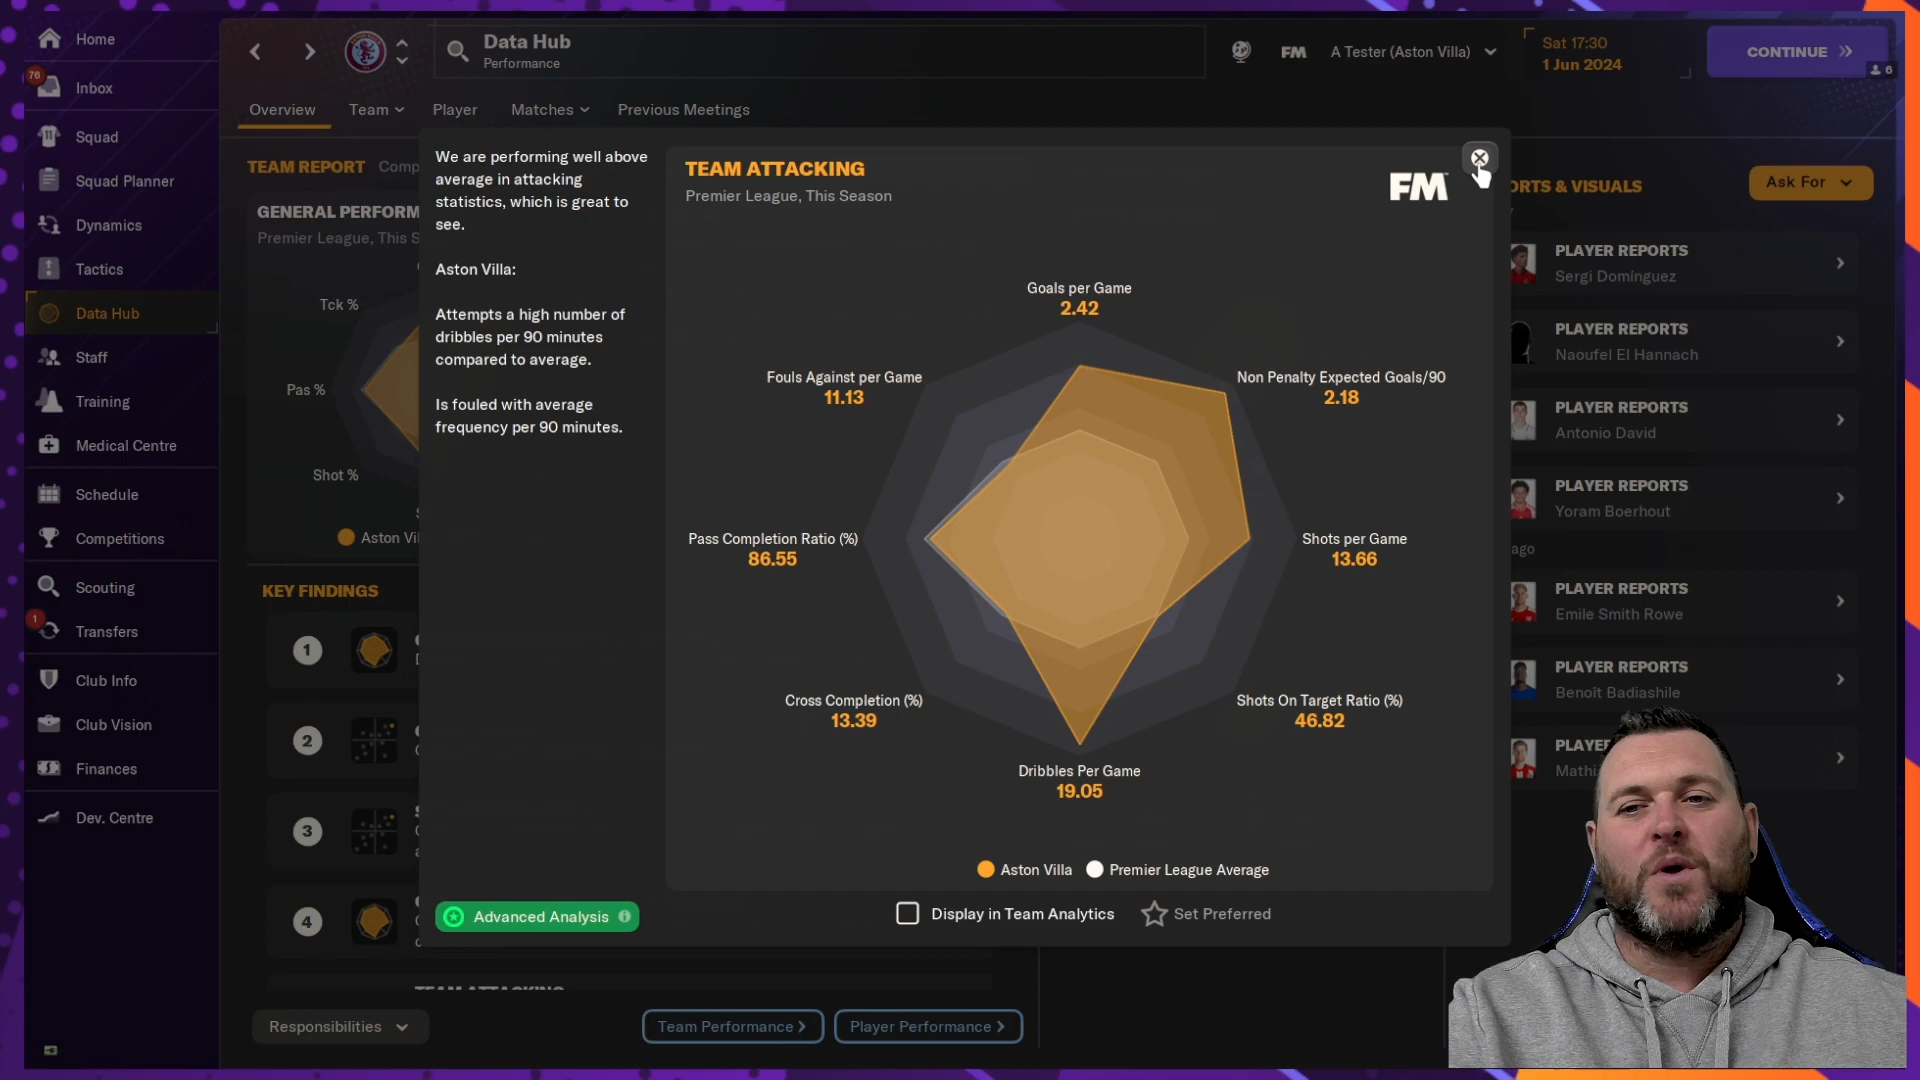 Home
76
Inbox
Squad
Squad Planner
Dynamics
Tactics
Data Hub
Staff
Training
Medical Centre
Schedule
Competitions
Scouting
1
Transfers
Club Info
Club Vision
Finances
Dev. Centre
Data Hub
Performance
FM
A Tester (Aston Villa)
Sat 17:30
1 Jun 2024
CONTINUE
6
Overview
Team
Player
Matches
Previous Meetings
TEAM REPORT
Comp
GENERAL PERFORM
Premier League, This S
Tck %
Pas %
Shot %
Aston Vil
KEY FINDINGS
1
2
3
4
TEAM ATTACKING
Responsibilities
Team Performance
Player Performance
We are performing well above
average in attacking
statistics, which is great to
see.
Aston Villa:
Attempts a high number of
dribbles per 90 minutes
compared to average.
Is fouled with average
frequency per 90 minutes.
Advanced Analysis
TEAM ATTACKING
Premier League, This Season
FM
Goals per Game
2.42
Fouls Against per Game
11.13
Non Penalty Expected Goals/90
2.18
Pass Completion Ratio (%)
86.55
Shots per Game
13.66
Cross Completion (%)
13.39
Shots On Target Ratio (%)
46.82
Dribbles Per Game
19.05
Aston Villa
Premier League Average
Display in Team Analytics
Set Preferred
ORTS & VISUALS
Ask For
PLAYER REPORTS
Sergi Domínguez
PLAYER REPORTS
Naoufel El Hannach
PLAYER REPORTS
Antonio David
PLAYER REPORTS
Yoram Boerhout
ago
PLAYER REPORTS
Emile Smith Rowe
PLAYER REPORTS
Benoît Badiashile
PLAYE
Mathi